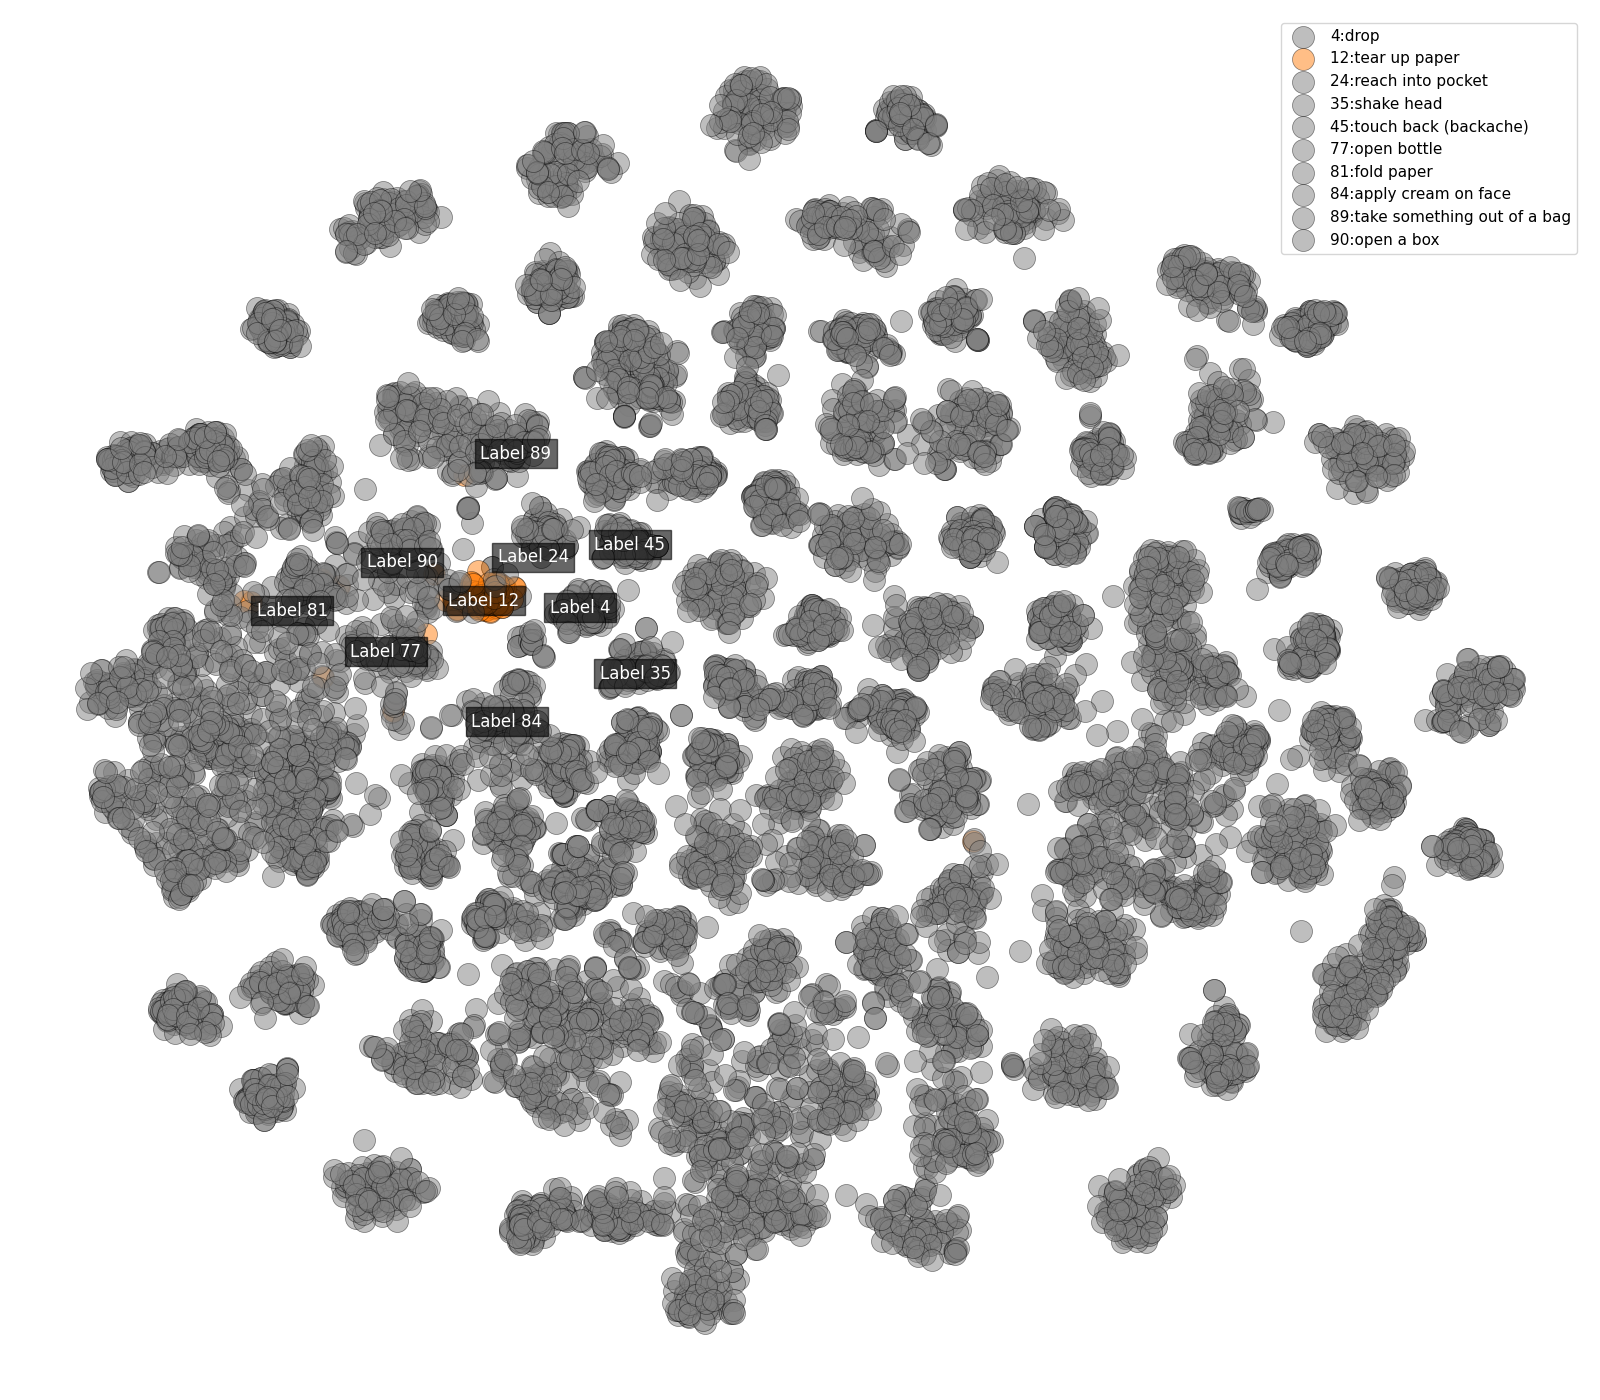 4:drop
12:tear up paper
24:reach into pocket
35:shake head
45:touch back (backache)
77:open bottle
81:fold paper
84:apply cream on face
89:take something out of a bag
90:open a box
Label 89
Label 45
Label 24
Label 90
Label 12
Label 4
Label 81
Label 77
Label 35
Label 84